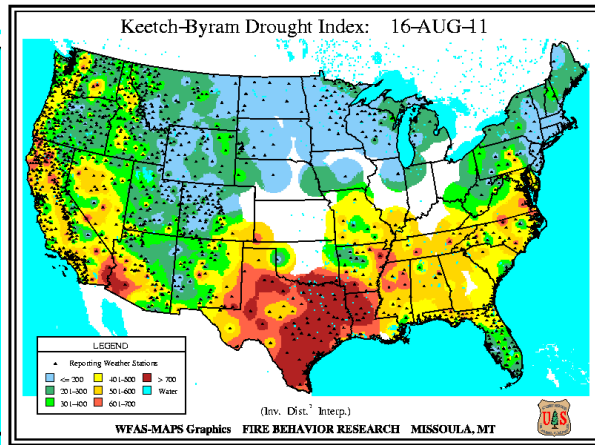 Keetch-Byram Drought Index: 16-AUG-11
LEGEND
Reporting Weather Stations
<= 200 401-500 > 700
201-300 501-600 Water
301-400 601-700
(Inv. Dist.² Interp.)
WFAS-MAPS Graphics FIRE BEHAVIOR RESEARCH MISSOULA, MT
U S